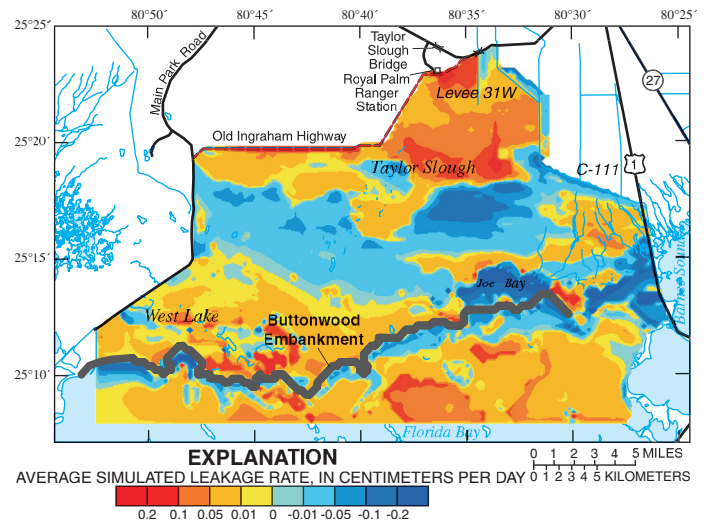 80°50' 80°45' 80°40' 80°35' 80°30' 80°25'
25°25'
25°20'
25°15'
25°10'
Main Park Road
Taylor
Slough
Bridge
Royal Palm
Ranger
Station
Levee 31W
27
Old Ingraham Highway
Taylor Slough
C-111
1
Joe Bay
Barnes Sound
West Lake
Buttonwood
Embankment
Florida Bay
EXPLANATION
AVERAGE SIMULATED LEAKAGE RATE, IN CENTIMETERS PER DAY
0.2 0.1 0.05 0.01 0 -0.01 -0.05 -0.1 -0.2
0 1 2 3 4 5 MILES
0 1 2 3 4 5 KILOMETERS